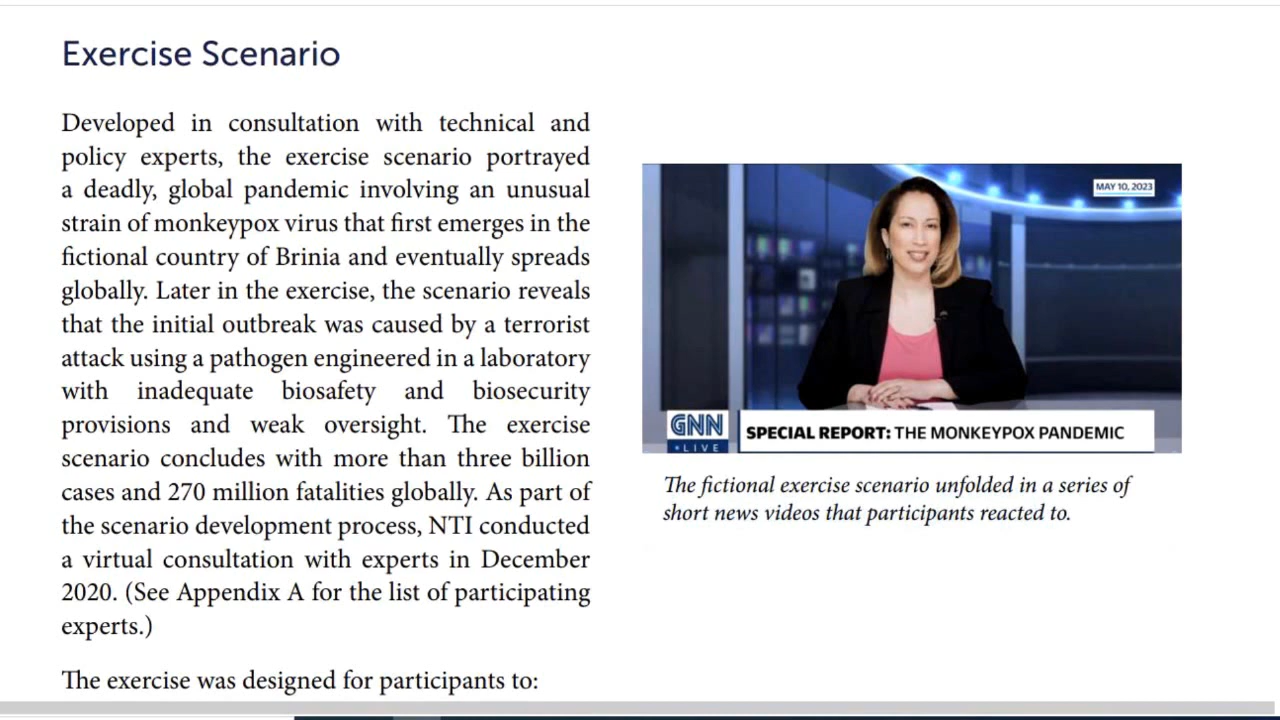 Exercise Scenario
Developed in consultation with technical and
policy experts, the exercise scenario portrayed
a deadly, global pandemic involving an unusual
strain of monkeypox virus that first emerges in the
fictional country of Brinia and eventually spreads
globally. Later in the exercise, the scenario reveals
that the initial outbreak was caused by a terrorist
attack using a pathogen engineered in a laboratory
with inadequate biosafety and biosecurity
provisions and weak oversight. The exercise
scenario concludes with more than three billion
cases and 270 million fatalities globally. As part of
the scenario development process, NTI conducted
a virtual consultation with experts in December
2020. (See Appendix A for the list of participating
experts.)
The exercise was designed for participants to:
MAY 10, 2023
GNN
• LIVE
SPECIAL REPORT: THE MONKEYPOX PANDEMIC
The fictional exercise scenario unfolded in a series of
short news videos that participants reacted to.